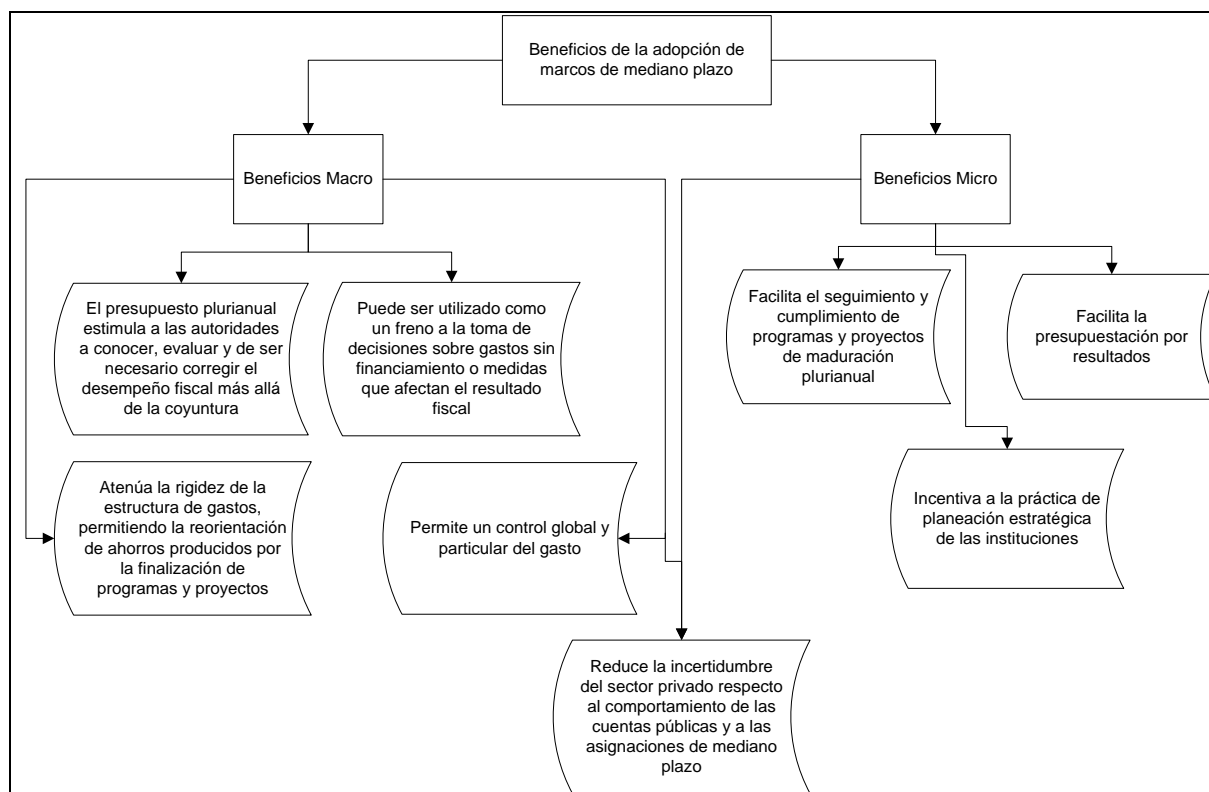 Beneficios de la adopción de
marcos de mediano plazo
Beneficios Macro
Beneficios Micro
El presupuesto plurianual
estimula a las autoridades
a conocer, evaluar y de ser
necesario corregir el
desempeño fiscal más allá
de la coyuntura
Puede ser utilizado como
un freno a la toma de
decisiones sobre gastos sin
financiamiento o medidas
que afectan el resultado
fiscal
Facilita el seguimiento y
cumplimiento de
programas y proyectos
de maduración
plurianual
Facilita la
presupuestación por
resultados
Atenúa la rigidez de la
estructura de gastos,
permitiendo la reorientación
de ahorros producidos por
la finalización de
programas y proyectos
Permite un control global y
particular del gasto
Incentiva a la práctica de
planeación estratégica
de las instituciones
Reduce la incertidumbre
del sector privado respecto
al comportamiento de las
cuentas públicas y a las
asignaciones de mediano
plazo